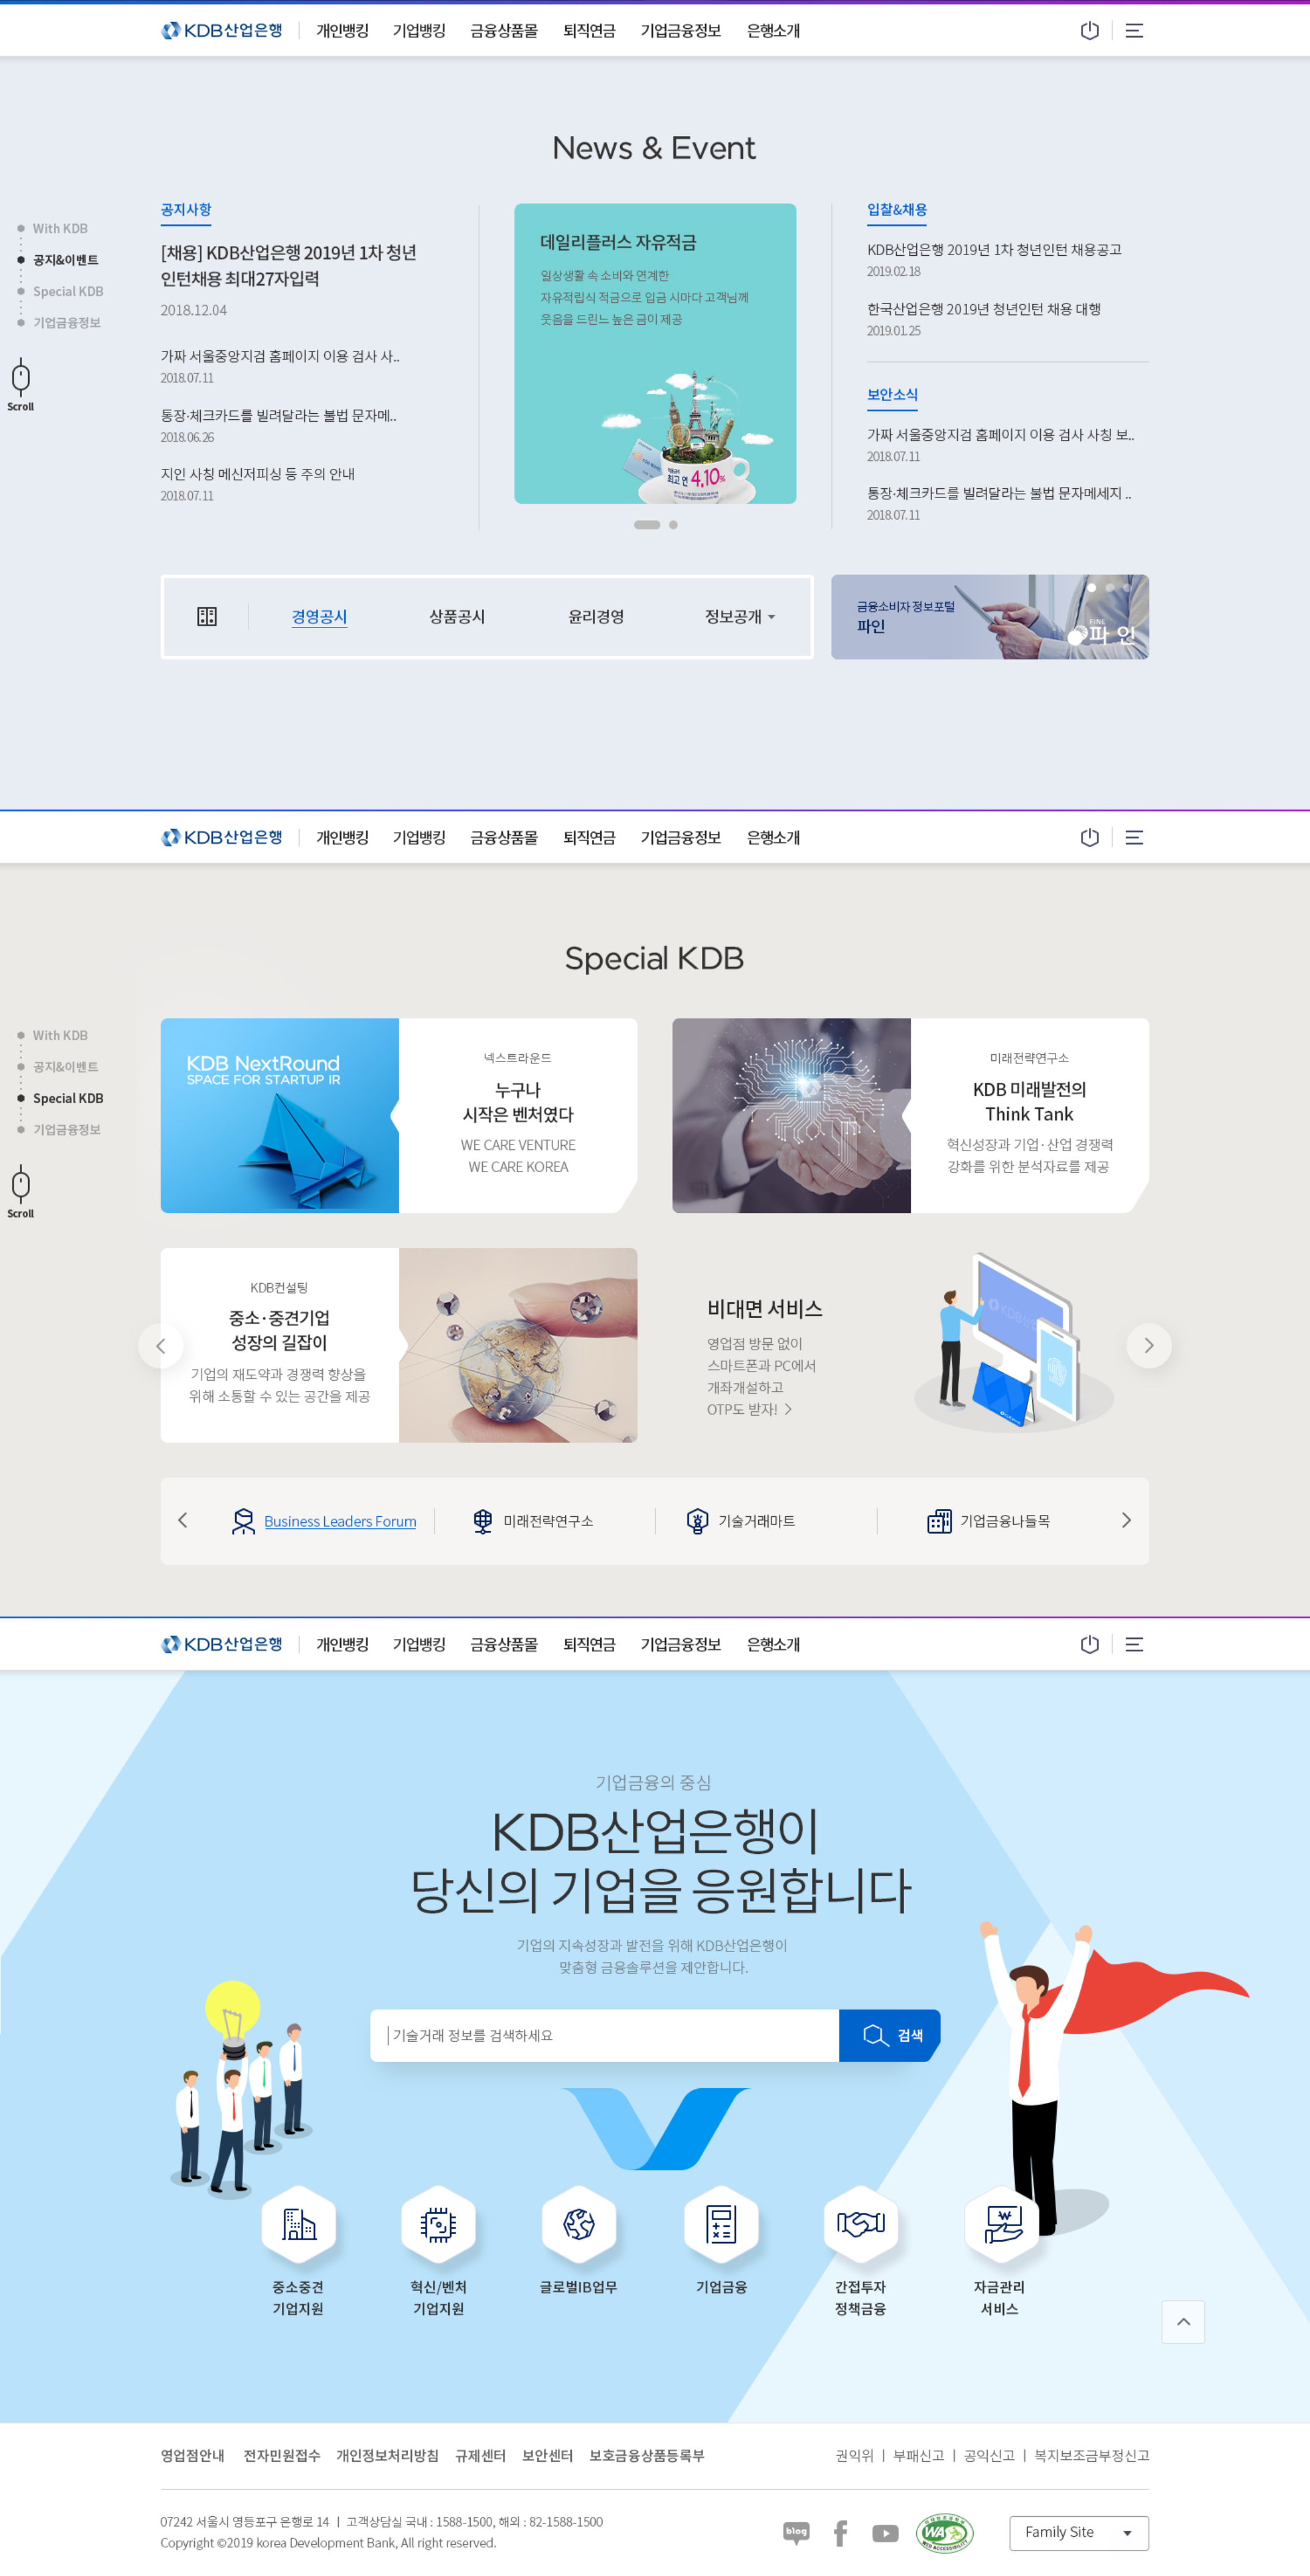 KDB산업은행 개인뱅킹 기업뱅킹 금융상품몰 퇴직연금 기업금융정보 은행소개
News & Event
With KDB
공지&이벤트
Special KDB
기업금융정보
Scroll
공지사항
[채용] KDB산업은행 2019년 1차 청년
인턴채용 최대27자입력
2018.12.04
가짜 서울중앙지검 홈페이지 이용 검사 사..
2018.07.11
통장·체크카드를 빌려달라는 불법 문자메..
2018.06.26
지인 사칭 메신저피싱 등 주의 안내
2018.07.11
데일리플러스 자유적금
일상생활 속 소비와 연계한
자유적립식 적금으로 입금 시마다 고객님께
웃음을 드린느 높은 금이 제공
최고 연 4.10%
입찰&채용
KDB산업은행 2019년 1차 청년인턴 채용공고
2019.02.18
한국산업은행 2019년 청년인턴 채용 대행
2019.01.25
보안소식
가짜 서울중앙지검 홈페이지 이용 검사 사칭 보..
2018.07.11
통장·체크카드를 빌려달라는 불법 문자메세지 ..
2018.07.11
경영공시 상품공시 윤리경영 정보공개
금융소비자 정보포털
파인
FINE
파인
KDB산업은행 개인뱅킹 기업뱅킹 금융상품몰 퇴직연금 기업금융정보 은행소개
Special KDB
With KDB
공지&이벤트
Special KDB
기업금융정보
Scroll
KDB NextRound
SPACE FOR STARTUP IR
넥스트라운드
누구나
시작은 벤처였다
WE CARE VENTURE
WE CARE KOREA
미래전략연구소
KDB 미래발전의
Think Tank
혁신성장과 기업·산업 경쟁력
강화를 위한 분석자료를 제공
KDB컨설팅
중소·중견기업
성장의 길잡이
기업의 재도약과 경쟁력 향상을
위해 소통할 수 있는 공간을 제공
비대면 서비스
영업점 방문 없이
스마트폰과 PC에서
개좌개설하고
OTP도 받자! >
Business Leaders Forum 미래전략연구소 기술거래마트 기업금융나들목
KDB산업은행 개인뱅킹 기업뱅킹 금융상품몰 퇴직연금 기업금융정보 은행소개
기업금융의 중심
KDB산업은행이
당신의 기업을 응원합니다
기업의 지속성장과 발전을 위해 KDB산업은행이
맞춤형 금융솔루션을 제안합니다.
기술거래 정보를 검색하세요 검색
중소중견
기업지원
혁신/벤처
기업지원
글로벌IB업무
기업금융
간접투자
정책금융
자금관리
서비스
영업점안내 전자민원접수 개인정보처리방침 규제센터 보안센터 보호금융상품등록부
권익위 | 부패신고 | 공익신고 | 복지보조금부정신고
07242 서울시 영등포구 은행로 14 | 고객상담실 국내 : 1588-1500, 해외 : 82-1588-1500
Copyright ©2019 korea Development Bank, All right reserved.
blog
WA
WEB ACCESSIBILITY
Family Site